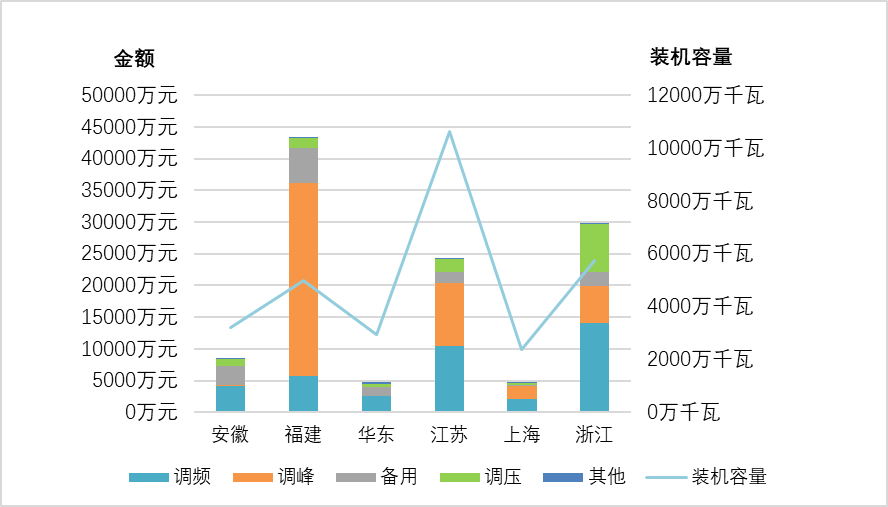 金额
装机容量
50000万元
45000万元
40000万元
35000万元
30000万元
25000万元
20000万元
15000万元
10000万元
5000万元
0万元
12000万千瓦
10000万千瓦
8000万千瓦
6000万千瓦
4000万千瓦
2000万千瓦
0万千瓦
安徽 福建 华东 江苏 上海 浙江
调频 调峰 备用 调压 其他 装机容量